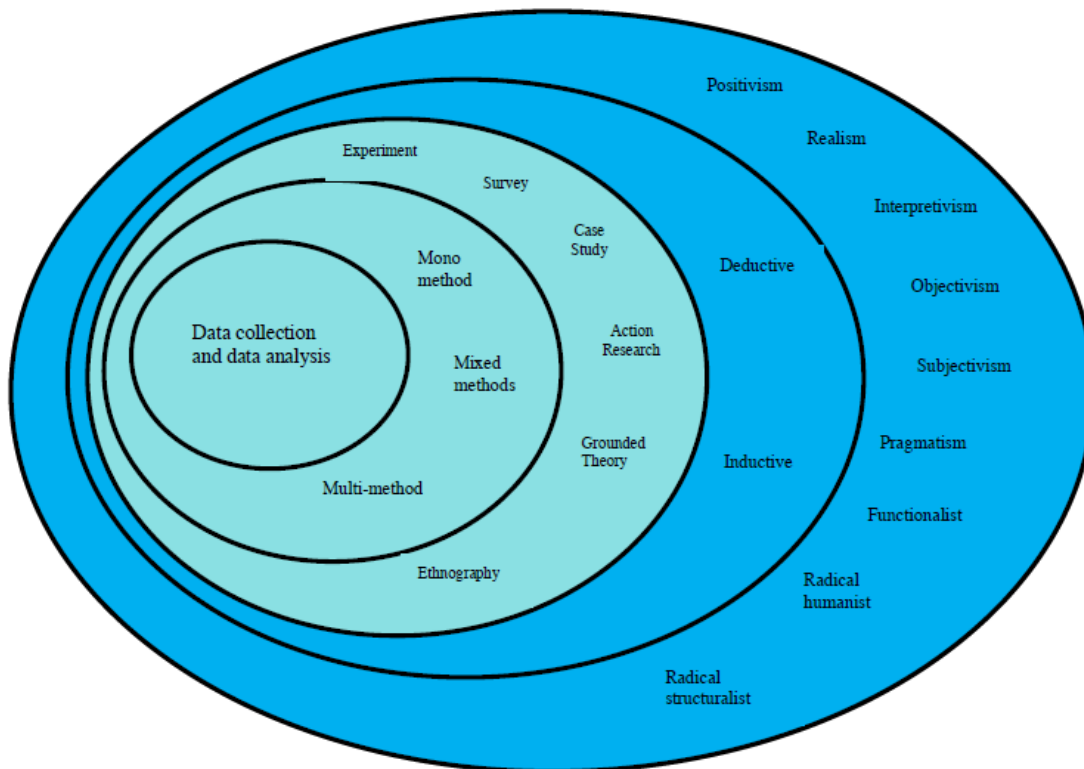 Positivism
Realism
Interpretivism
Objectivism
Subjectivism
Pragmatism
Functionalist
Radical
humanist
Radical
structuralist
Deductive
Inductive
Experiment
Survey
Case
Study
Action
Research
Grounded
Theory
Ethnography
Mono
method
Mixed
methods
Multi-method
Data collection
and data analysis